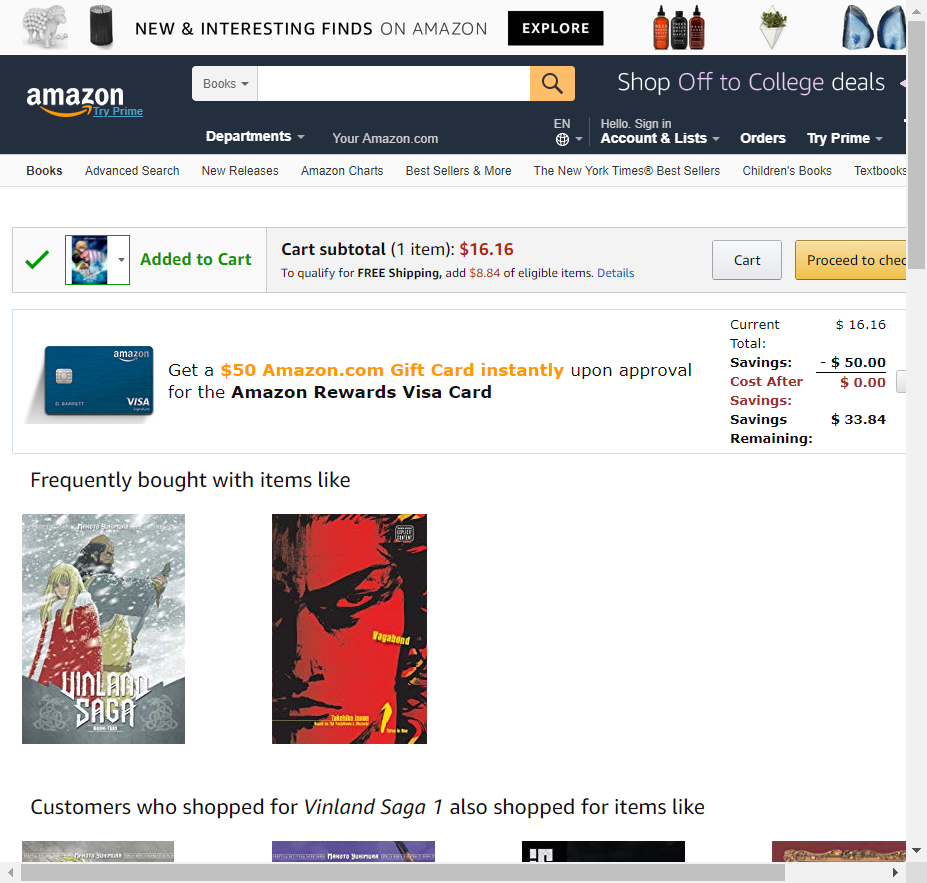 NEW & INTERESTING FINDS ON AMAZON
EXPLORE
amazon
Try Prime
Books
Shop Off to College deals
Departments
Your Amazon.com
EN
Hello. Sign in
Account & Lists
Orders
Try Prime
Books
Advanced Search
New Releases
Amazon Charts
Best Sellers & More
The New York Times® Best Sellers
Children's Books
Textbooks
Added to Cart
Cart subtotal (1 item): $16.16
To qualify for FREE Shipping, add $8.84 of eligible items. Details
Cart
Proceed to chec
amazon
D. BARRETT
VISA
Signature
Get a $50 Amazon.com Gift Card instantly upon approval
for the Amazon Rewards Visa Card
Current Total: $ 16.16
Savings: - $ 50.00
Cost After Savings: $ 0.00
Savings Remaining: $ 33.84
Frequently bought with items like
MAKOTO YUKIMURA
VINLAND
SAGA
BOOK TWO
EXPLICIT CONTENT
Vagabond
Takehiko Inoue
1
Three in One
Customers who shopped for Vinland Saga 1 also shopped for items like
MAKOTO YUKIMURA
MAKOTO YUKIMURA